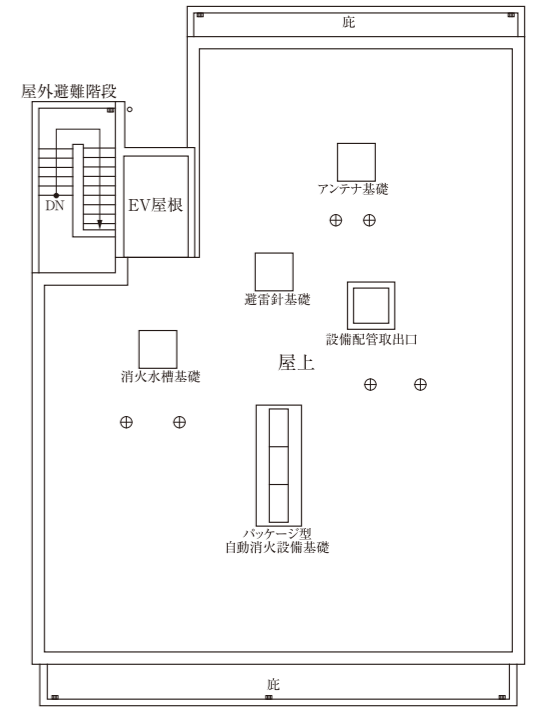 庇
屋外避難階段
DN
EV屋根
アンテナ基礎
避雷針基礎
設備配管取出口
屋上
消火水槽基礎
パッケージ型
自動消火設備基礎
庇